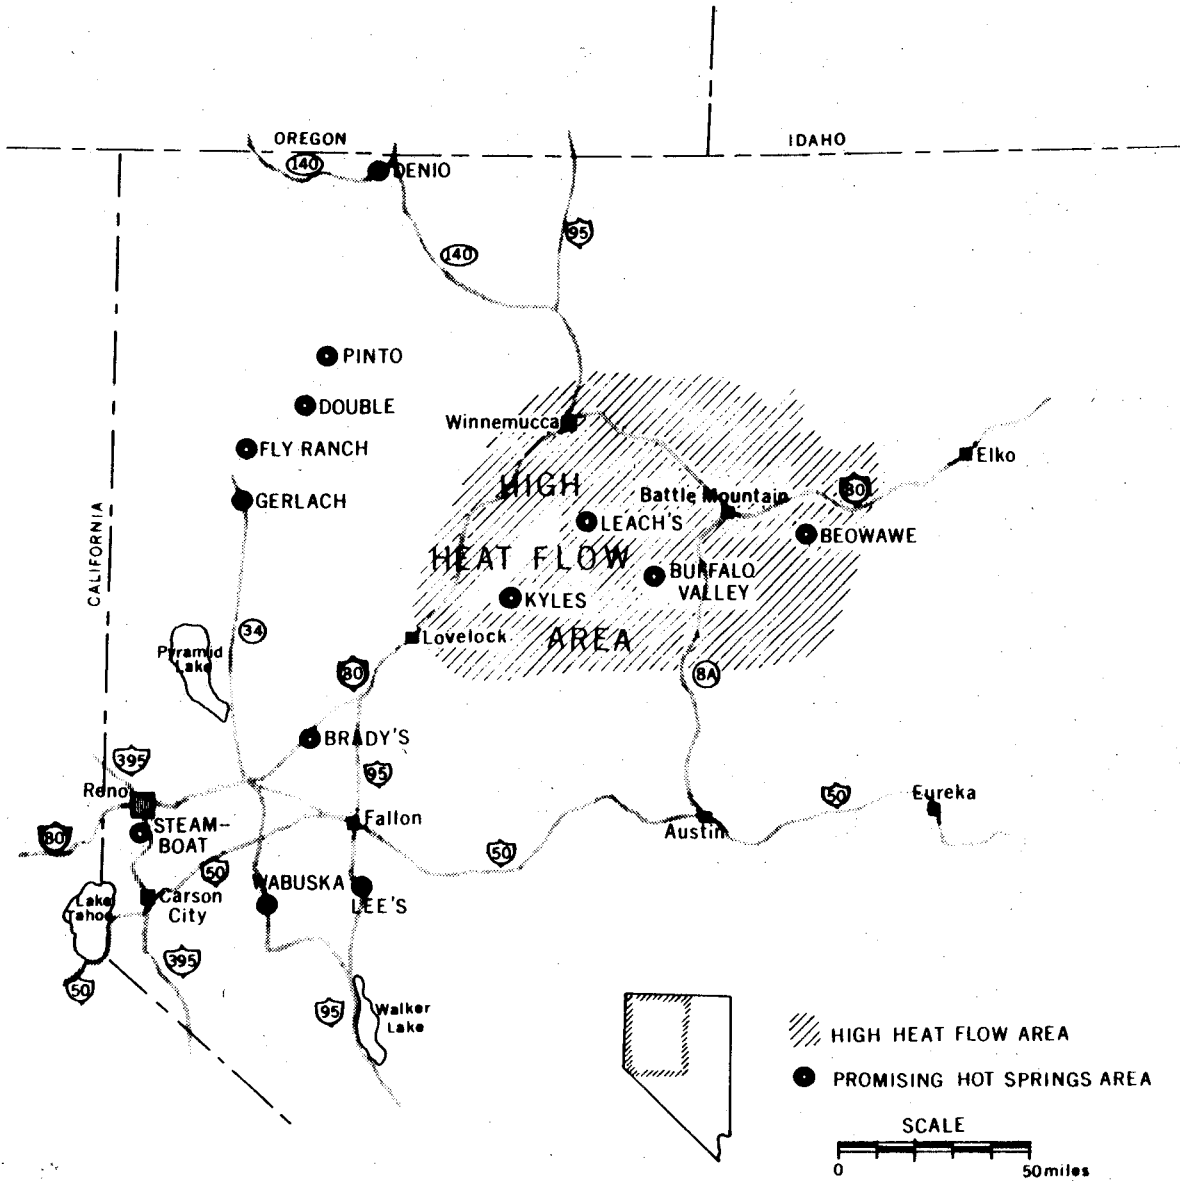 OREGON
IDAHO
140
DENIO
95
140
PINTO
DOUBLE
Winnemucca
FLY RANCH
Elko
HIGH
80
GERLACH
Battle Mountain
LEACH'S
BEOWAWE
CALIFORNIA
HEAT FLOW
BUFFALO
VALLEY
KYLES
34
Lovelock
AREA
Pyramid
Lake
80
8A
BRADY'S
395
95
Reno
50
Eureka
Fallon
STEAM-
BOAT
Austin
80
50
50
WABUSKA
Carson
City
Lake
Tahoe
LEE'S
395
50
95
Walker
Lake
HIGH HEAT FLOW AREA
PROMISING HOT SPRINGS AREA
SCALE
0 50 miles